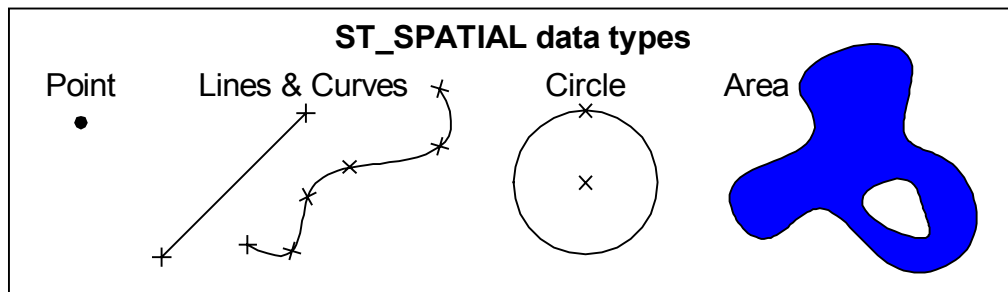 ST_SPATIAL data types
Point
Lines & Curves
Circle
Area